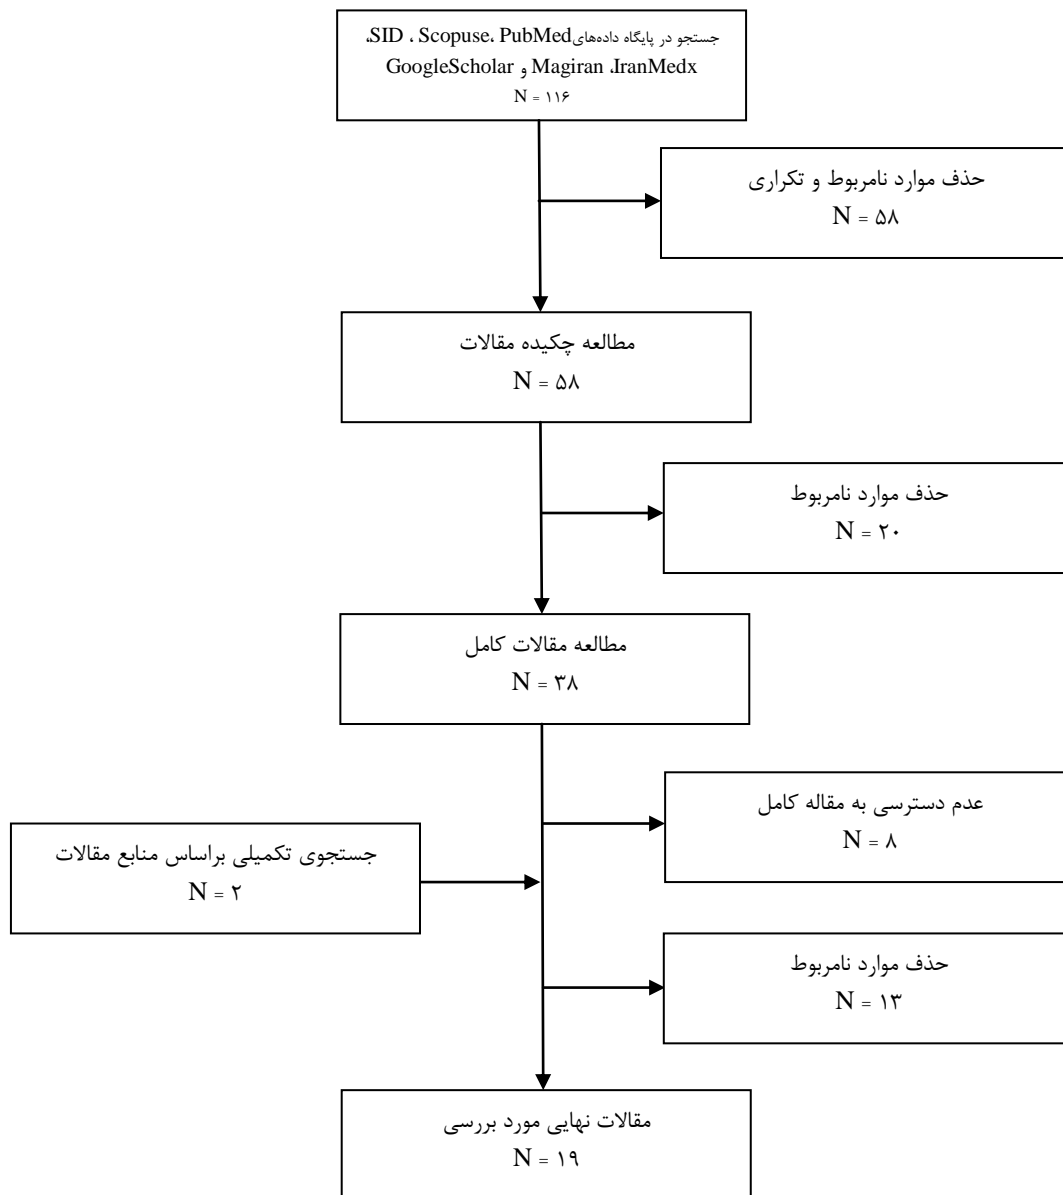 جستجو در پایگاه داده‌های PubMed ،Scopuse ، SID،
IranMedx، Magiran و GoogleScholar
N = ۱۱۶
حذف موارد نامربوط و تکراری
N = ۵۸
مطالعه چکیده مقالات
N = ۵۸
حذف موارد نامربوط
N = ۲۰
مطالعه مقالات کامل
N = ۳۸
عدم دسترسی به مقاله کامل
N = ۸
جستجوی تکمیلی براساس منابع مقالات
N = ۲
حذف موارد نامربوط
N = ۱۳
مقالات نهایی مورد بررسی
N = ۱۹